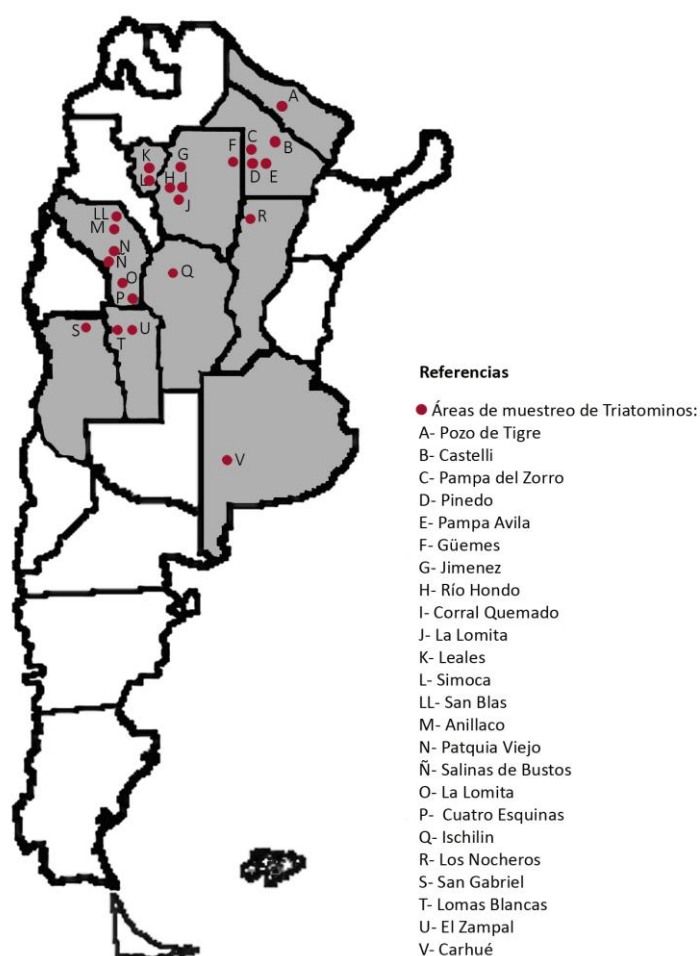 A
C
B
F
D
E
K
G
L
H
I
J
LL
M
R
N
Ñ
Q
O
P
S
T
U
V
Referencias
Áreas de muestreo de Triatominos:
A- Pozo de Tigre
B- Castelli
C- Pampa del Zorro
D- Pinedo
E- Pampa Avila
F- Güemes
G- Jimenez
H- Río Hondo
I- Corral Quemado
J- La Lomita
K- Leales
L- Simoca
LL- San Blas
M- Anillaco
N- Patquia Viejo
Ñ- Salinas de Bustos
O- La Lomita
P- Cuatro Esquinas
Q- Ischilin
R- Los Nocheros
S- San Gabriel
T- Lomas Blancas
U- El Zampal
V- Carhué